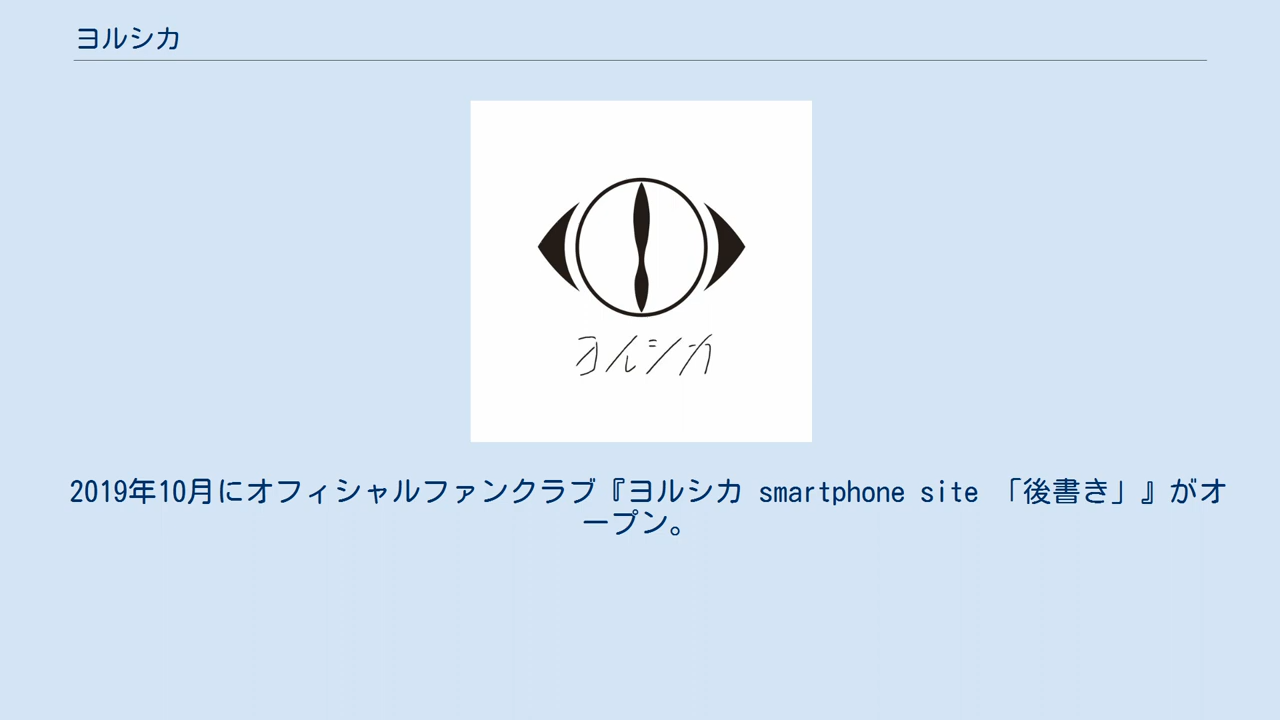 ヨルシカ
ヨルシカ
2019年10月にオフィシャルファンクラブ『ヨルシカ smartphone site 「後書き」』がオ
ープン。